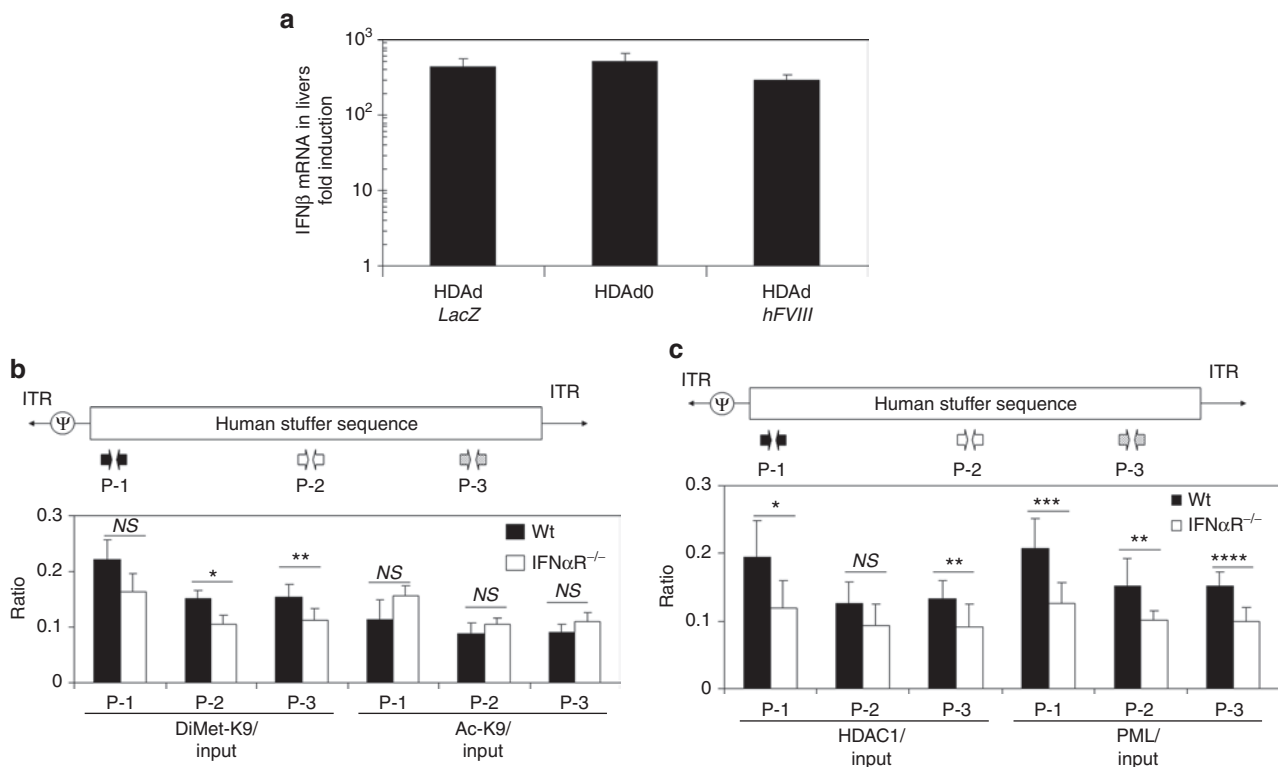 a
IFNβ mRNA in livers
fold induction
10³
10²
10
1
HDAd
LacZ
HDAd0
HDAd
hFVIII
b
ITR
Ψ
Human stuffer sequence
ITR
P-1
P-2
P-3
Ratio
0.3
0.2
0.1
0
NS
*
**
NS
NS
NS
Wt
IFNαR⁻/⁻
P-1
P-2
P-3
P-1
P-2
P-3
DiMet-K9/
input
Ac-K9/
input
c
ITR
Ψ
Human stuffer sequence
ITR
P-1
P-2
P-3
Ratio
0.3
0.2
0.1
0
*
NS
**
***
**
****
Wt
IFNαR⁻/⁻
P-1
P-2
P-3
P-1
P-2
P-3
HDAC1/
input
PML/
input